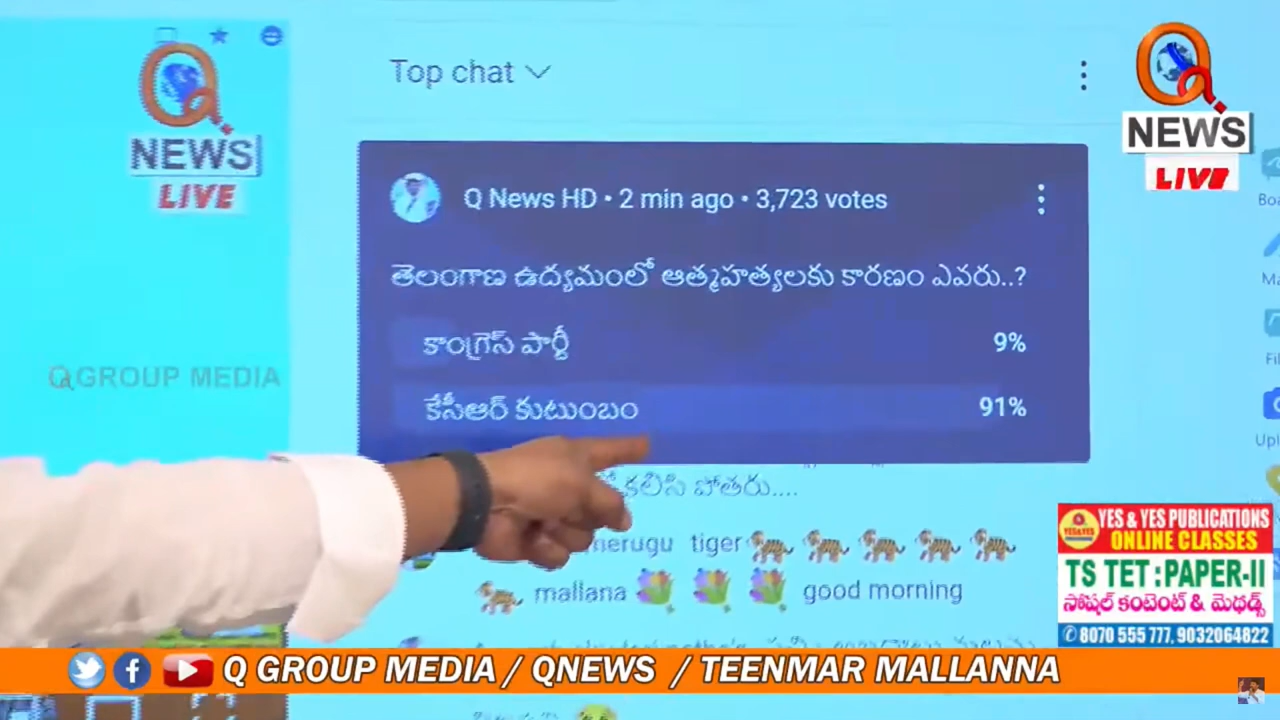 Q
NEWS
LIVE
Top chat
Q
NEWS
LIVE
Q News HD • 2 min ago • 3,723 votes
తెలంగాణ ఉద్యమంలో ఆత్మహత్యలకు కారణం ఎవరు..?
కాంగ్రెస్ పార్టీ 9%
కేసీఆర్ కుటుంబం 91%
Q GROUP MEDIA
పోతరు....
tiger
mallana good morning
YES & YES PUBLICATIONS
ONLINE CLASSES
TS TET :PAPER-II
సోషల్ కంటెంట్ & మెథడ్స్
8070 555 777, 9032064822
Q GROUP MEDIA / QNEWS / TEENMAR MALLANNA